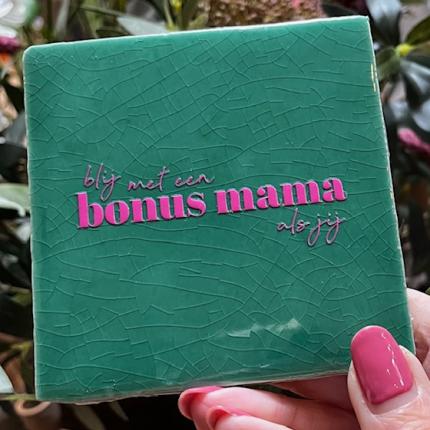 blij met een
bonus mama
als jij